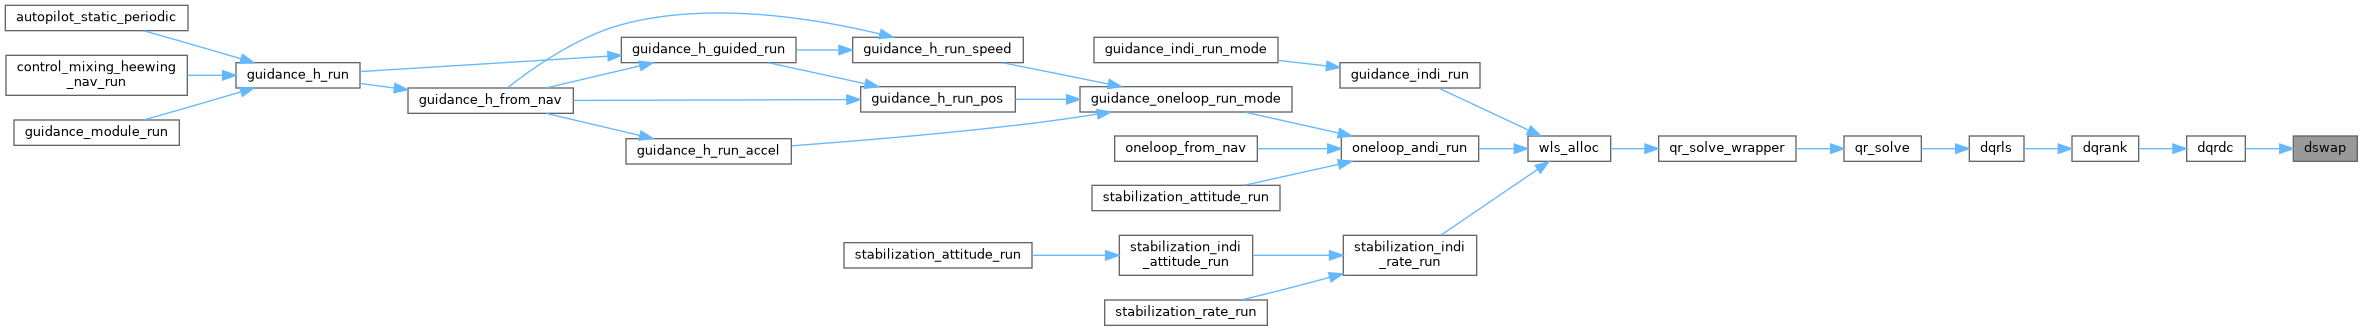 autopilot_static_periodic
control_mixing_heewing
_nav_run
guidance_module_run
guidance_h_run
guidance_h_from_nav
guidance_h_guided_run
guidance_h_run_accel
guidance_h_run_speed
guidance_h_run_pos
guidance_indi_run_mode
guidance_oneloop_run_mode
oneloop_from_nav
stabilization_attitude_run
stabilization_attitude_run
stabilization_indi
_attitude_run
stabilization_rate_run
guidance_indi_run
oneloop_andi_run
stabilization_indi
_rate_run
wls_alloc
qr_solve_wrapper
qr_solve
dqrls
dqrank
dqrdc
dswap